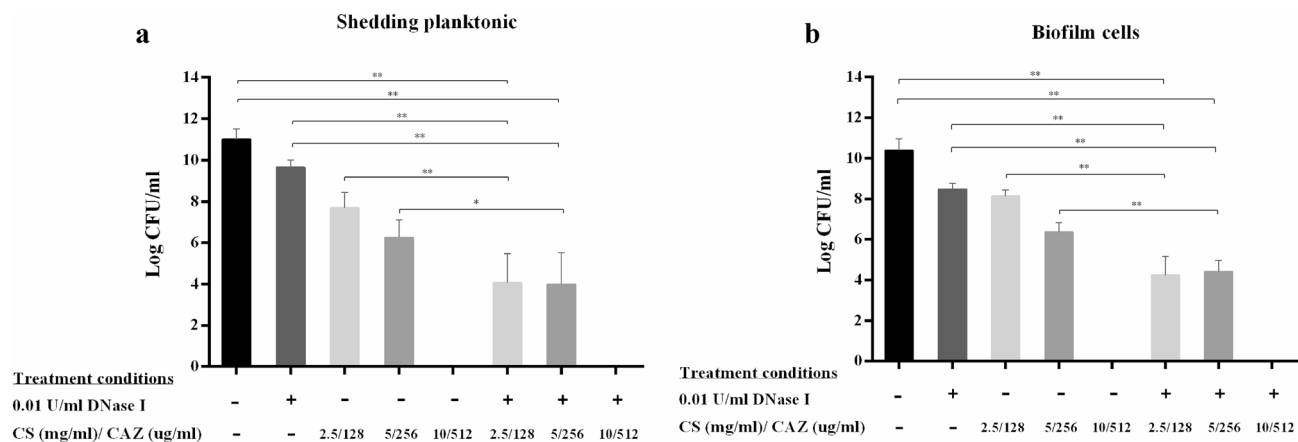 Shedding planktonic
a
**
**
**
**
**
*
14
12
10
8
6
4
2
0
Log CFU/ml
Treatment conditions
0.01 U/ml DNase I - + - - - + + +
CS (mg/ml)/ CAZ (ug/ml) - - 2.5/128 5/256 10/512 2.5/128 5/256 10/512
b
Biofilm cells
**
**
**
**
**
**
14
12
10
8
6
4
2
0
Log CFU/ml
Treatment conditions
0.01 U/ml DNase I - + - - - + + +
CS (mg/ml)/ CAZ (ug/ml) - - 2.5/128 5/256 10/512 2.5/128 5/256 10/512